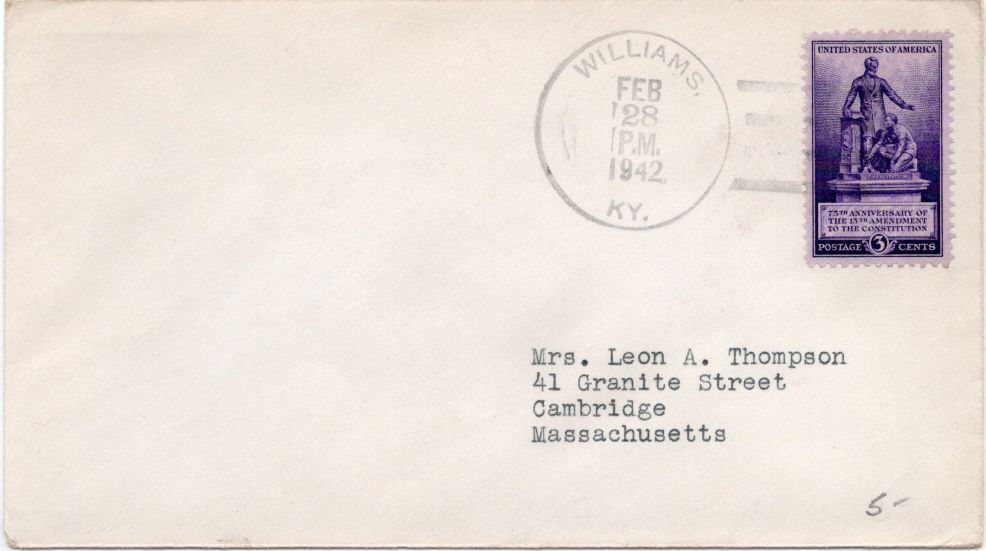 WILLIAMS,
FEB
28
P.M.
1942
KY.
UNITED STATES OF AMERICA
EMANCIPATION
75TH ANNIVERSARY OF
THE 13TH AMENDMENT
TO THE CONSTITUTION
POSTAGE 3 CENTS
Mrs. Leon A. Thompson
41 Granite Street
Cambridge
Massachusetts
5-